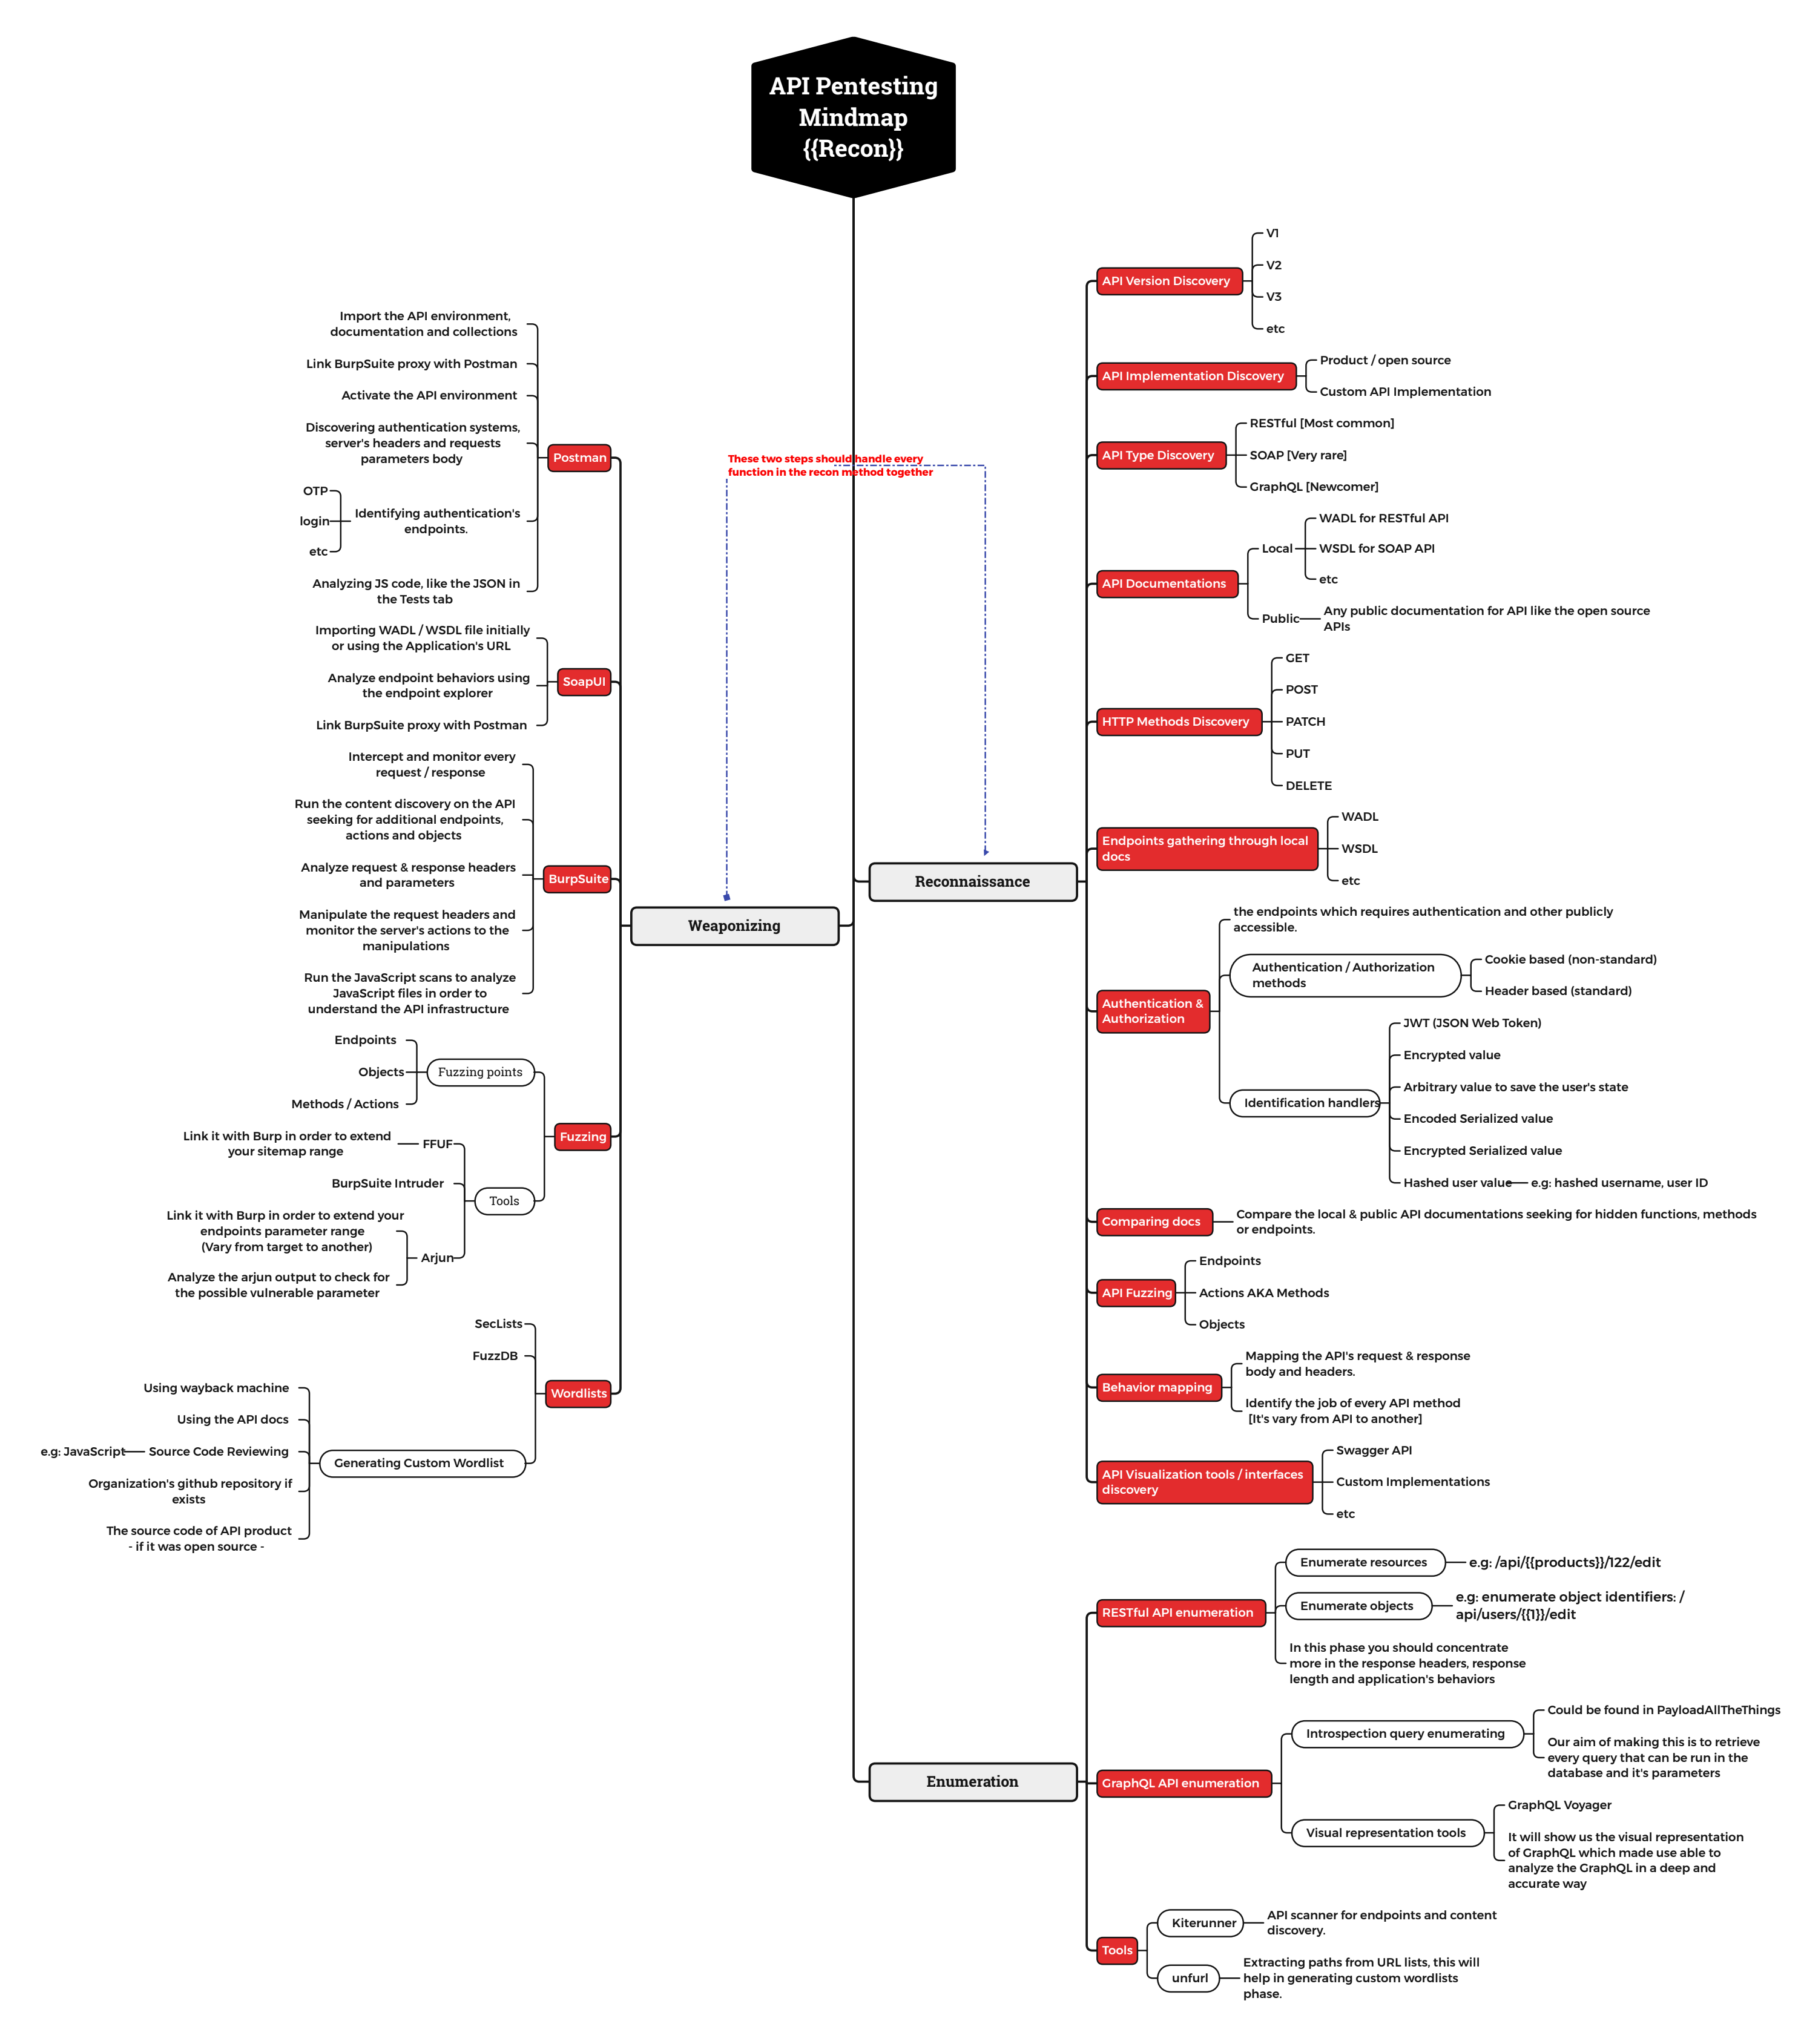 API Pentesting
Mindmap
{{Recon}}
These two steps should handle every
function in the recon method together
Reconnaissance
API Version Discovery
V1
V2
V3
etc
API Implementation Discovery
Product / open source
Custom API Implementation
API Type Discovery
RESTful [Most common]
SOAP [Very rare]
GraphQL [Newcomer]
API Documentations
Local
WADL for RESTful API
WSDL for SOAP API
etc
Public
Any public documentation for API like the open source
APIs
HTTP Methods Discovery
GET
POST
PATCH
PUT
DELETE
Endpoints gathering through local
docs
WADL
WSDL
etc
Authentication &
Authorization
the endpoints which requires authentication and other publicly
accessible.
Authentication / Authorization
methods
Cookie based (non-standard)
Header based (standard)
Identification handlers
JWT (JSON Web Token)
Encrypted value
Arbitrary value to save the user's state
Encoded Serialized value
Encrypted Serialized value
Hashed user value
e.g: hashed username, user ID
Comparing docs
Compare the local & public API documentations seeking for hidden functions, methods
or endpoints.
API Fuzzing
Endpoints
Actions AKA Methods
Objects
Behavior mapping
Mapping the API's request & response
body and headers.
Identify the job of every API method
[It's vary from API to another]
API Visualization tools / interfaces
discovery
Swagger API
Custom Implementations
etc
Weaponizing
Postman
Import the API environment,
documentation and collections
Link BurpSuite proxy with Postman
Activate the API environment
Discovering authentication systems,
server's headers and requests
parameters body
Identifying authentication's
endpoints.
OTP
login
etc
Analyzing JS code, like the JSON in
the Tests tab
SoapUI
Importing WADL / WSDL file initially
or using the Application's URL
Analyze endpoint behaviors using
the endpoint explorer
Link BurpSuite proxy with Postman
BurpSuite
Intercept and monitor every
request / response
Run the content discovery on the API
seeking for additional endpoints,
actions and objects
Analyze request & response headers
and parameters
Manipulate the request headers and
monitor the server's actions to the
manipulations
Run the JavaScript scans to analyze
JavaScript files in order to
understand the API infrastructure
Fuzzing
Fuzzing points
Endpoints
Objects
Methods / Actions
Tools
FFUF
Link it with Burp in order to extend
your sitemap range
BurpSuite Intruder
Arjun
Link it with Burp in order to extend your
endpoints parameter range
(Vary from target to another)
Analyze the arjun output to check for
the possible vulnerable parameter
Wordlists
SecLists
FuzzDB
Generating Custom Wordlist
Using wayback machine
Using the API docs
Source Code Reviewing
e.g: JavaScript
Organization's github repository if
exists
The source code of API product
- if it was open source -
Enumeration
RESTful API enumeration
Enumerate resources
e.g: /api/{{products}}/122/edit
Enumerate objects
e.g: enumerate object identifiers: /
api/users/{{1}}/edit
In this phase you should concentrate
more in the response headers, response
length and application's behaviors
GraphQL API enumeration
Introspection query enumerating
Could be found in PayloadAllTheThings
Our aim of making this is to retrieve
every query that can be run in the
database and it's parameters
Visual representation tools
GraphQL Voyager
It will show us the visual representation
of GraphQL which made use able to
analyze the GraphQL in a deep and
accurate way
Tools
Kiterunner
API scanner for endpoints and content
discovery.
unfurl
Extracting paths from URL lists, this will
help in generating custom wordlists
phase.